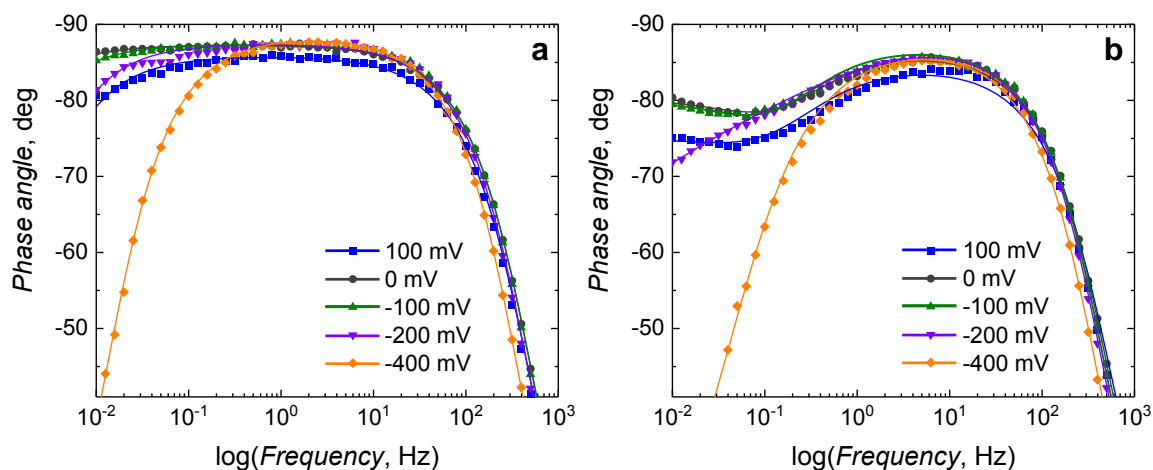 -90
-80
-70
-60
-50
Phase angle, deg
a
100 mV
0 mV
-100 mV
-200 mV
-400 mV
10⁻² 10⁻¹ 10⁰ 10¹ 10² 10³
log(Frequency, Hz)
-90
-80
-70
-60
-50
Phase angle, deg
b
100 mV
0 mV
-100 mV
-200 mV
-400 mV
10⁻² 10⁻¹ 10⁰ 10¹ 10² 10³
log(Frequency, Hz)